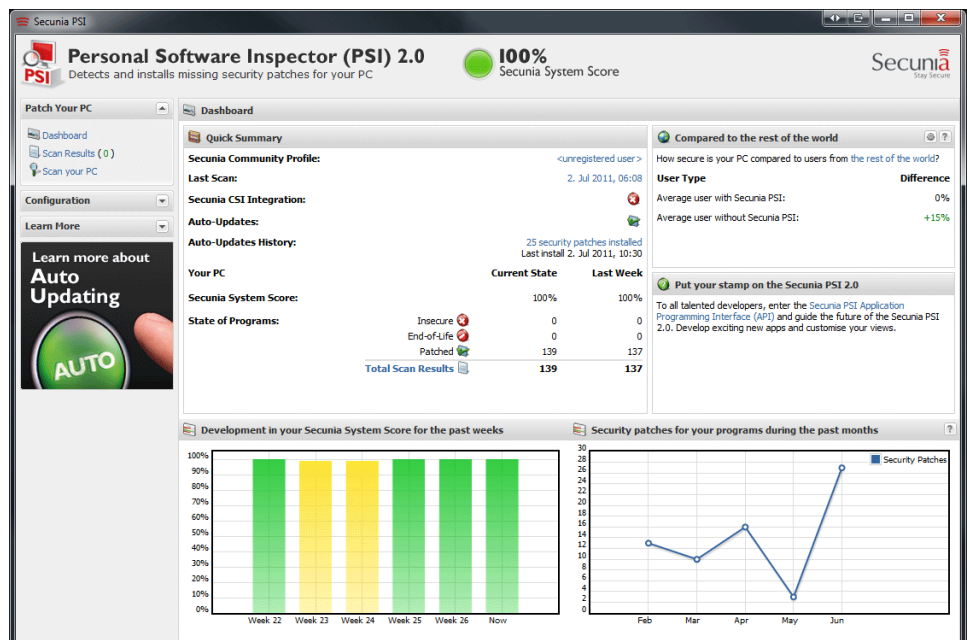 Secunia PSI
Personal Software Inspector (PSI) 2.0
Detects and installs missing security patches for your PC
PSI
100%
Secunia System Score
Secunia
Stay Secure
Patch Your PC
Dashboard
Scan Results ( 0 )
Scan your PC
Configuration
Learn More
Learn more about
Auto
Updating
AUTO
Dashboard
Quick Summary
Secunia Community Profile: <unregistered user>
Last Scan: 2. Jul 2011, 06:08
Secunia CSI Integration:
Auto-Updates:
Auto-Updates History: 25 security patches installed
Last install 2. Jul 2011, 10:30
Your PC Current State Last Week
Secunia System Score: 100% 100%
State of Programs: Insecure 0 0
End-of-Life 0 0
Patched 139 137
Total Scan Results 139 137
Compared to the rest of the world
?
How secure is your PC compared to users from the rest of the world?
User Type Difference
Average user with Secunia PSI: 0%
Average user without Secunia PSI: +15%
Put your stamp on the Secunia PSI 2.0
To all talented developers, enter the Secunia PSI Application
Programming Interface (API) and guide the future of the Secunia PSI
2.0. Develop exciting new apps and customise your views.
Development in your Secunia System Score for the past weeks
100%
90%
80%
70%
60%
50%
40%
30%
20%
10%
0%
Week 22 Week 23 Week 24 Week 25 Week 26 Now
Security patches for your programs during the past months
?
30
28
26
24
22
20
18
16
14
12
10
8
6
4
2
0
Security Patches
Feb Mar Apr May Jun